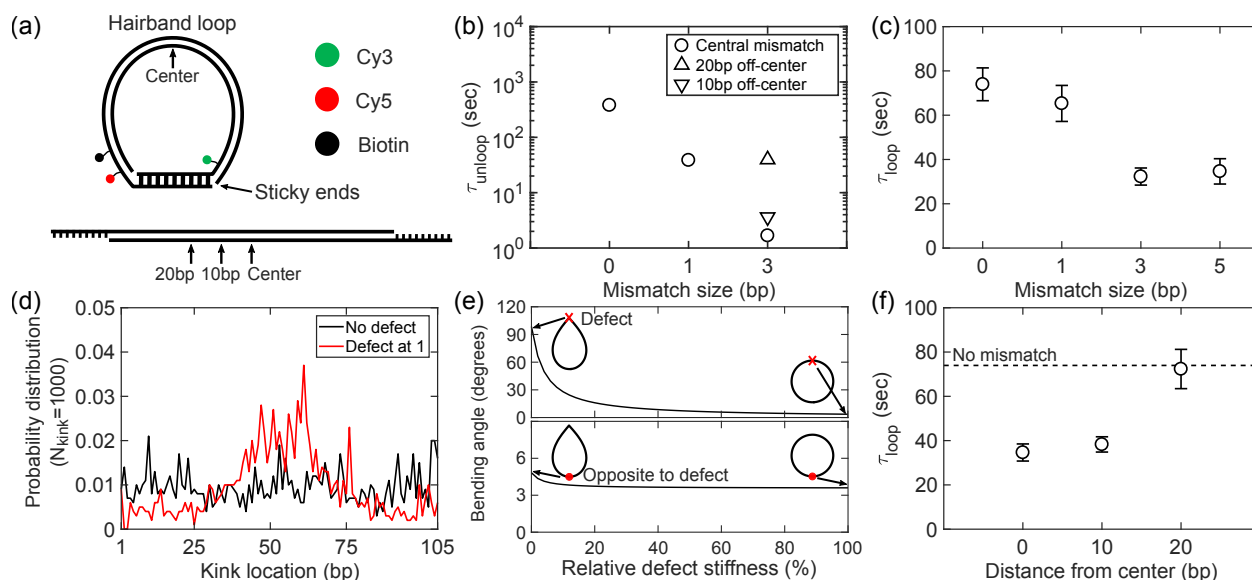 (a)
Hairband loop
Center
Cy3
Cy5
Biotin
Sticky ends
20bp 10bp Center
(b)
Central mismatch
20bp off-center
10bp off-center
τunloop (sec)
10^4
10^3
10^2
10^1
10^0
0 1 3
Mismatch size (bp)
(c)
τloop (sec)
100
80
60
40
20
0
0 1 3 5
Mismatch size (bp)
(d)
No defect
Defect at 1
Probability distribution
(Nkink=1000)
0.05
0.04
0.03
0.02
0.01
0
1 25 50 75 105
Kink location (bp)
(e)
Bending angle (degrees)
120
90
60
30
0
Defect
6
4
2
0
Opposite to defect
0 20 40 60 80 100
Relative defect stiffness (%)
(f)
τloop (sec)
100
80
60
40
20
0
No mismatch
0 10 20
Distance from center (bp)